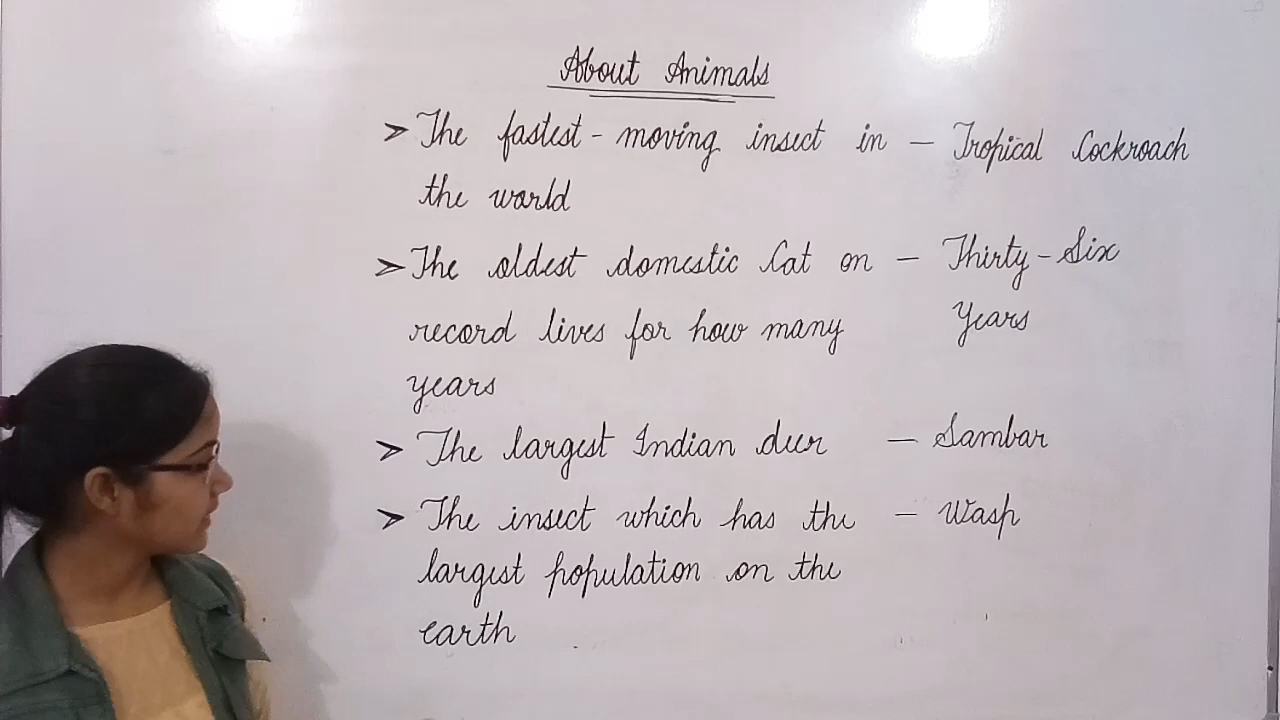 About Animals
➢ The fastest-moving insect in – Tropical Cockroach
the world
➢ The oldest domestic Cat on – Thirty-Six
record lives for how many Years
years
➢ The largest Indian deer – Sambar
➢ The insect which has the – Wasp
largest population on the
earth